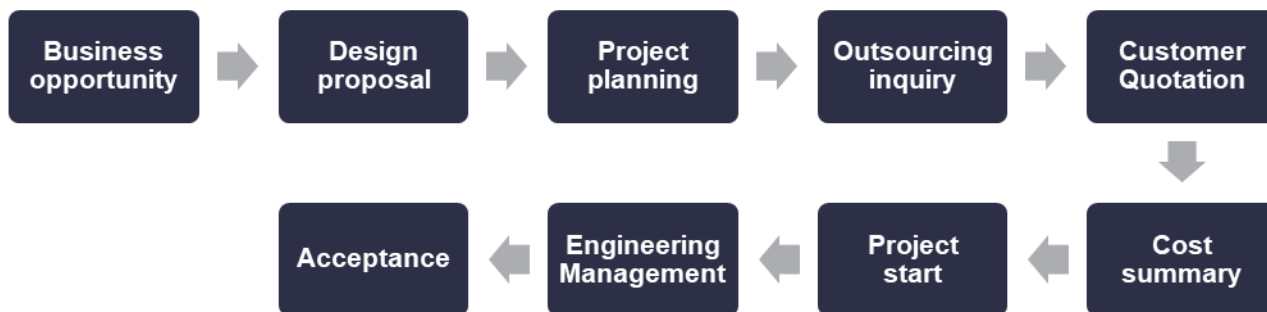 Business
opportunity
Design
proposal
Project
planning
Outsourcing
inquiry
Customer
Quotation
Cost
summary
Project
start
Engineering
Management
Acceptance